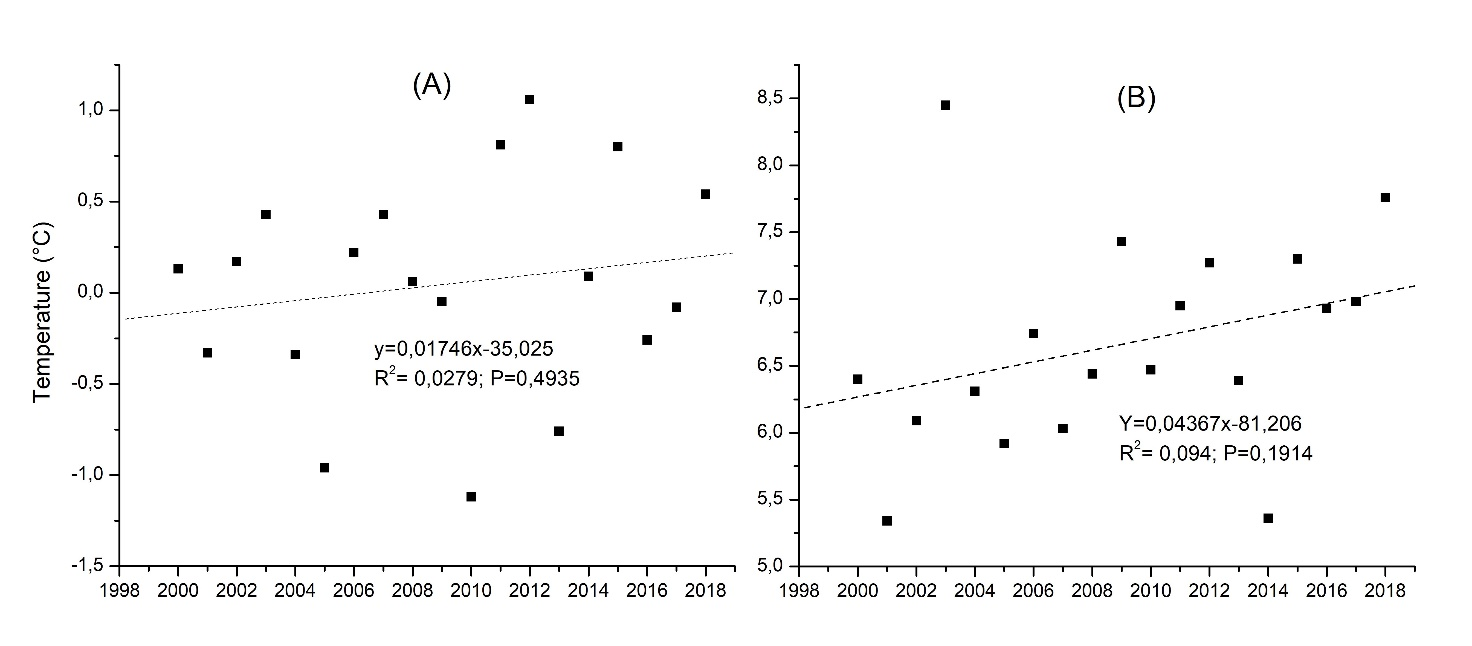 (A)
1,0
0,5
0,0
-0,5
-1,0
-1,5
Temperature (°C)
y=0,01746x-35,025
R²= 0,0279; P=0,4935
1998 2000 2002 2004 2006 2008 2010 2012 2014 2016 2018
(B)
8,5
8,0
7,5
7,0
6,5
6,0
5,5
5,0
Y=0,04367x-81,206
R²= 0,094; P=0,1914
1998 2000 2002 2004 2006 2008 2010 2012 2014 2016 2018